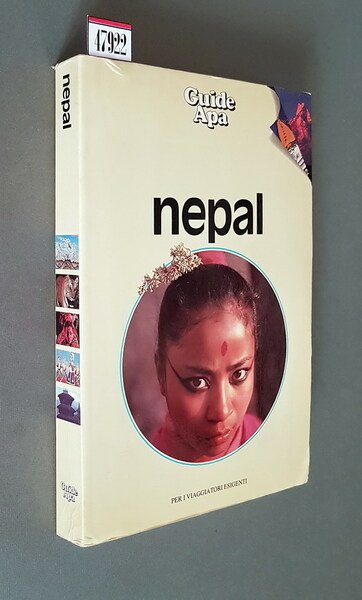 47922
Guide
Apa
nepal
PER I VIAGGIATORI ESIGENTI
nepal
Guide
Apa